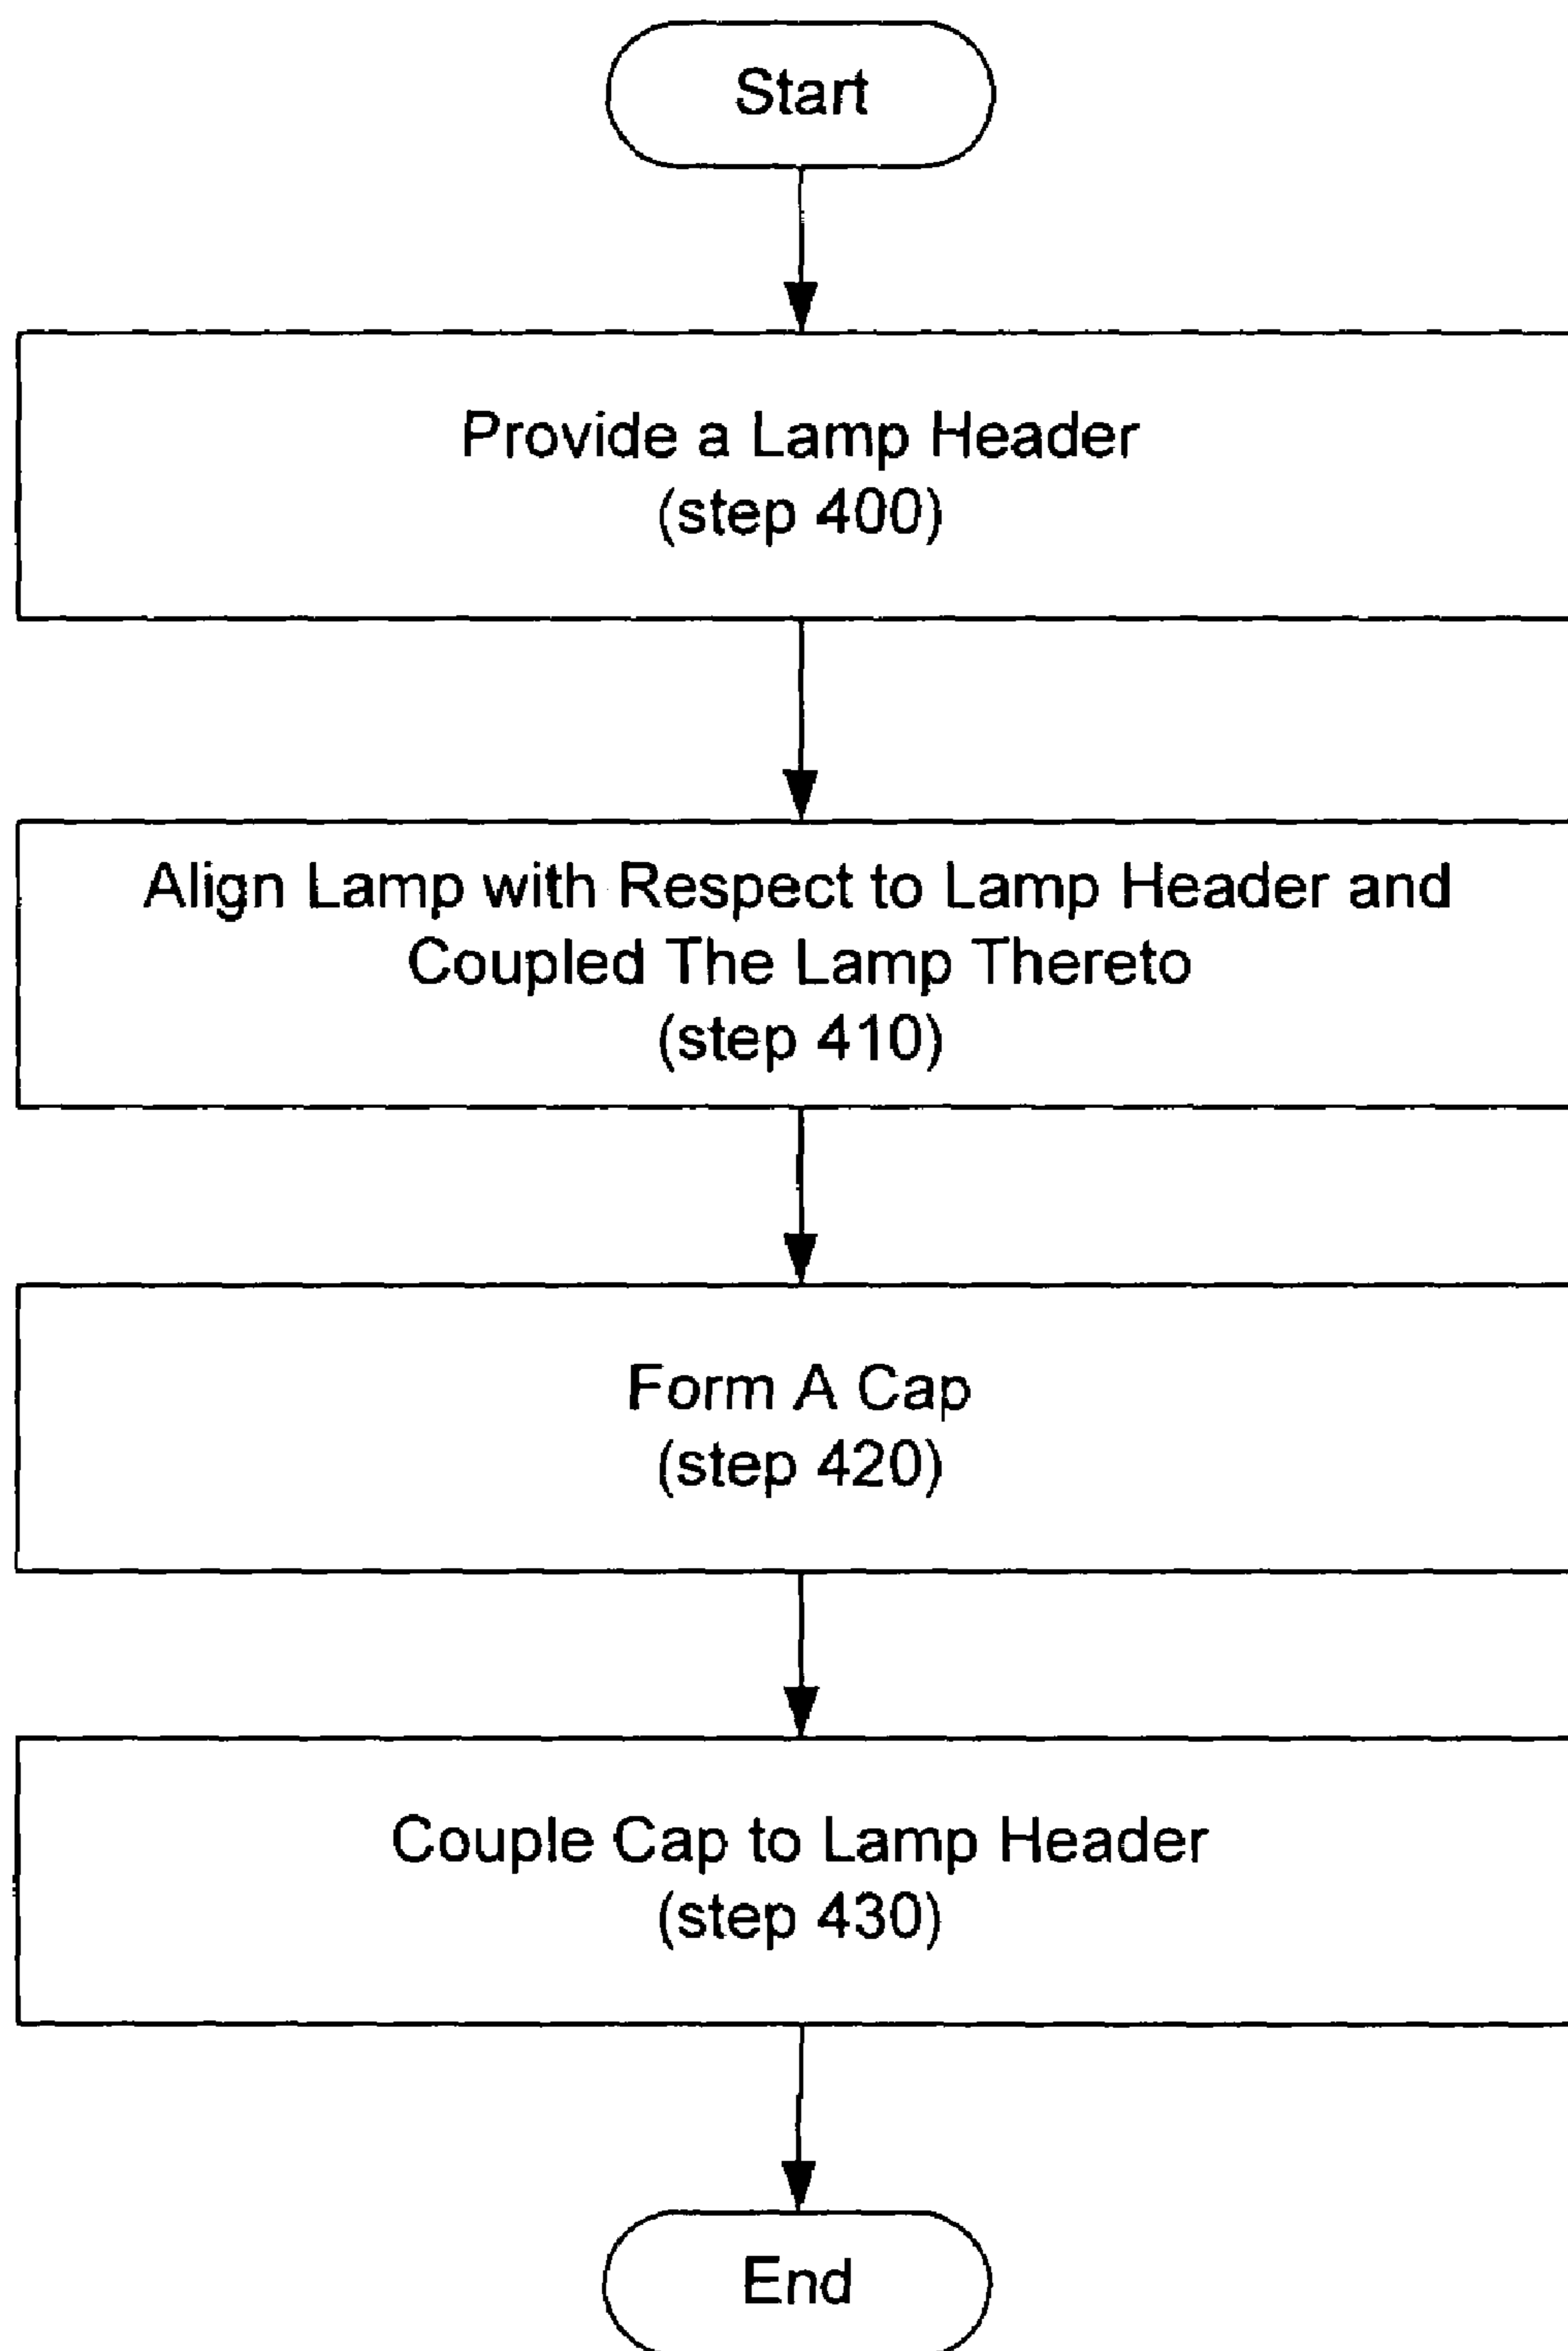 Start
Provide a Lamp Header
(step 400)
Align Lamp with Respect to Lamp Header and
Coupled The Lamp Thereto
(step 410)
Form A Cap
(step 420)
Couple Cap to Lamp Header
(step 430)
End